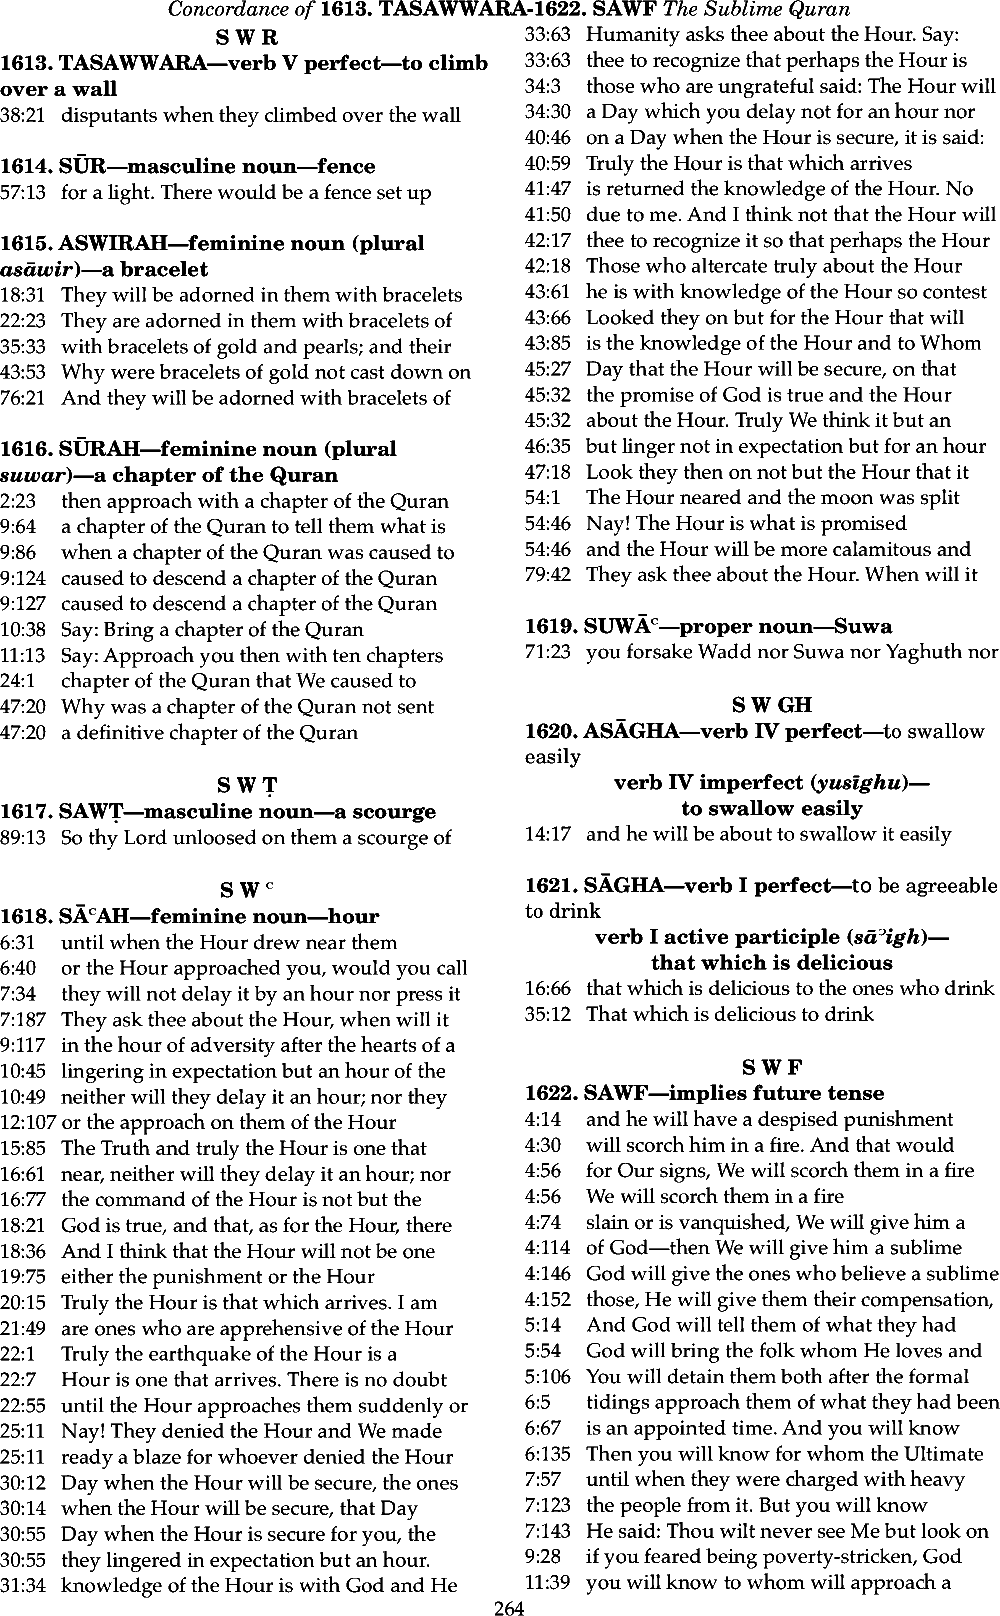 Concordance of 1613. TASAWWARA-1622. SAWF The Sublime Quran
S W R
1613. TASAWWARA—verb V perfect—to climb
over a wall
38:21 disputants when they climbed over the wall
1614. SŪR—masculine noun—fence
57:13 for a light. There would be a fence set up
1615. ASWIRAH—feminine noun (plural
asāwir)—a bracelet
18:31 They will be adorned in them with bracelets
22:23 They are adorned in them with bracelets of
35:33 with bracelets of gold and pearls; and their
43:53 Why were bracelets of gold not cast down on
76:21 And they will be adorned with bracelets of
1616. SŪRAH—feminine noun (plural
suwar)—a chapter of the Quran
2:23 then approach with a chapter of the Quran
9:64 a chapter of the Quran to tell them what is
9:86 when a chapter of the Quran was caused to
9:124 caused to descend a chapter of the Quran
9:127 caused to descend a chapter of the Quran
10:38 Say: Bring a chapter of the Quran
11:13 Say: Approach you then with ten chapters
24:1 chapter of the Quran that We caused to
47:20 Why was a chapter of the Quran not sent
47:20 a definitive chapter of the Quran
S W Ṭ
1617. SAWṬ—masculine noun—a scourge
89:13 So thy Lord unloosed on them a scourge of
S W ᶜ
1618. SĀᶜAH—feminine noun—hour
6:31 until when the Hour drew near them
6:40 or the Hour approached you, would you call
7:34 they will not delay it by an hour nor press it
7:187 They ask thee about the Hour, when will it
9:117 in the hour of adversity after the hearts of a
10:45 lingering in expectation but an hour of the
10:49 neither will they delay it an hour; nor they
12:107 or the approach on them of the Hour
15:85 The Truth and truly the Hour is one that
16:61 near, neither will they delay it an hour; nor
16:77 the command of the Hour is not but the
18:21 God is true, and that, as for the Hour, there
18:36 And I think that the Hour will not be one
19:75 either the punishment or the Hour
20:15 Truly the Hour is that which arrives. I am
21:49 are ones who are apprehensive of the Hour
22:1 Truly the earthquake of the Hour is a
22:7 Hour is one that arrives. There is no doubt
22:55 until the Hour approaches them suddenly or
25:11 Nay! They denied the Hour and We made
25:11 ready a blaze for whoever denied the Hour
30:12 Day when the Hour will be secure, the ones
30:14 when the Hour will be secure, that Day
30:55 Day when the Hour is secure for you, the
30:55 they lingered in expectation but an hour.
31:34 knowledge of the Hour is with God and He
33:63 Humanity asks thee about the Hour. Say:
33:63 thee to recognize that perhaps the Hour is
34:3 those who are ungrateful said: The Hour will
34:30 a Day which you delay not for an hour nor
40:46 on a Day when the Hour is secure, it is said:
40:59 Truly the Hour is that which arrives
41:47 is returned the knowledge of the Hour. No
41:50 due to me. And I think not that the Hour will
42:17 thee to recognize it so that perhaps the Hour
42:18 Those who altercate truly about the Hour
43:61 he is with knowledge of the Hour so contest
43:66 Looked they on but for the Hour that will
43:85 is the knowledge of the Hour and to Whom
45:27 Day that the Hour will be secure, on that
45:32 the promise of God is true and the Hour
45:32 about the Hour. Truly We think it but an
46:35 but linger not in expectation but for an hour
47:18 Look they then on not but the Hour that it
54:1 The Hour neared and the moon was split
54:46 Nay! The Hour is what is promised
54:46 and the Hour will be more calamitous and
79:42 They ask thee about the Hour. When will it
1619. SUWĀᶜ—proper noun—Suwa
71:23 you forsake Wadd nor Suwa nor Yaghuth nor
S W GH
1620. ASĀGHA—verb IV perfect—to swallow
easily
verb IV imperfect (yusīghu)—
to swallow easily
14:17 and he will be about to swallow it easily
1621. SĀGHA—verb I perfect—to be agreeable
to drink
verb I active participle (sāʾigh)—
that which is delicious
16:66 that which is delicious to the ones who drink
35:12 That which is delicious to drink
S W F
1622. SAWF—implies future tense
4:14 and he will have a despised punishment
4:30 will scorch him in a fire. And that would
4:56 for Our signs, We will scorch them in a fire
4:56 We will scorch them in a fire
4:74 slain or is vanquished, We will give him a
4:114 of God—then We will give him a sublime
4:146 God will give the ones who believe a sublime
4:152 those, He will give them their compensation,
5:14 And God will tell them of what they had
5:54 God will bring the folk whom He loves and
5:106 You will detain them both after the formal
6:5 tidings approach them of what they had been
6:67 is an appointed time. And you will know
6:135 Then you will know for whom the Ultimate
7:57 until when they were charged with heavy
7:123 the people from it. But you will know
7:143 He said: Thou wilt never see Me but look on
9:28 if you feared being poverty-stricken, God
11:39 you will know to whom will approach a
264